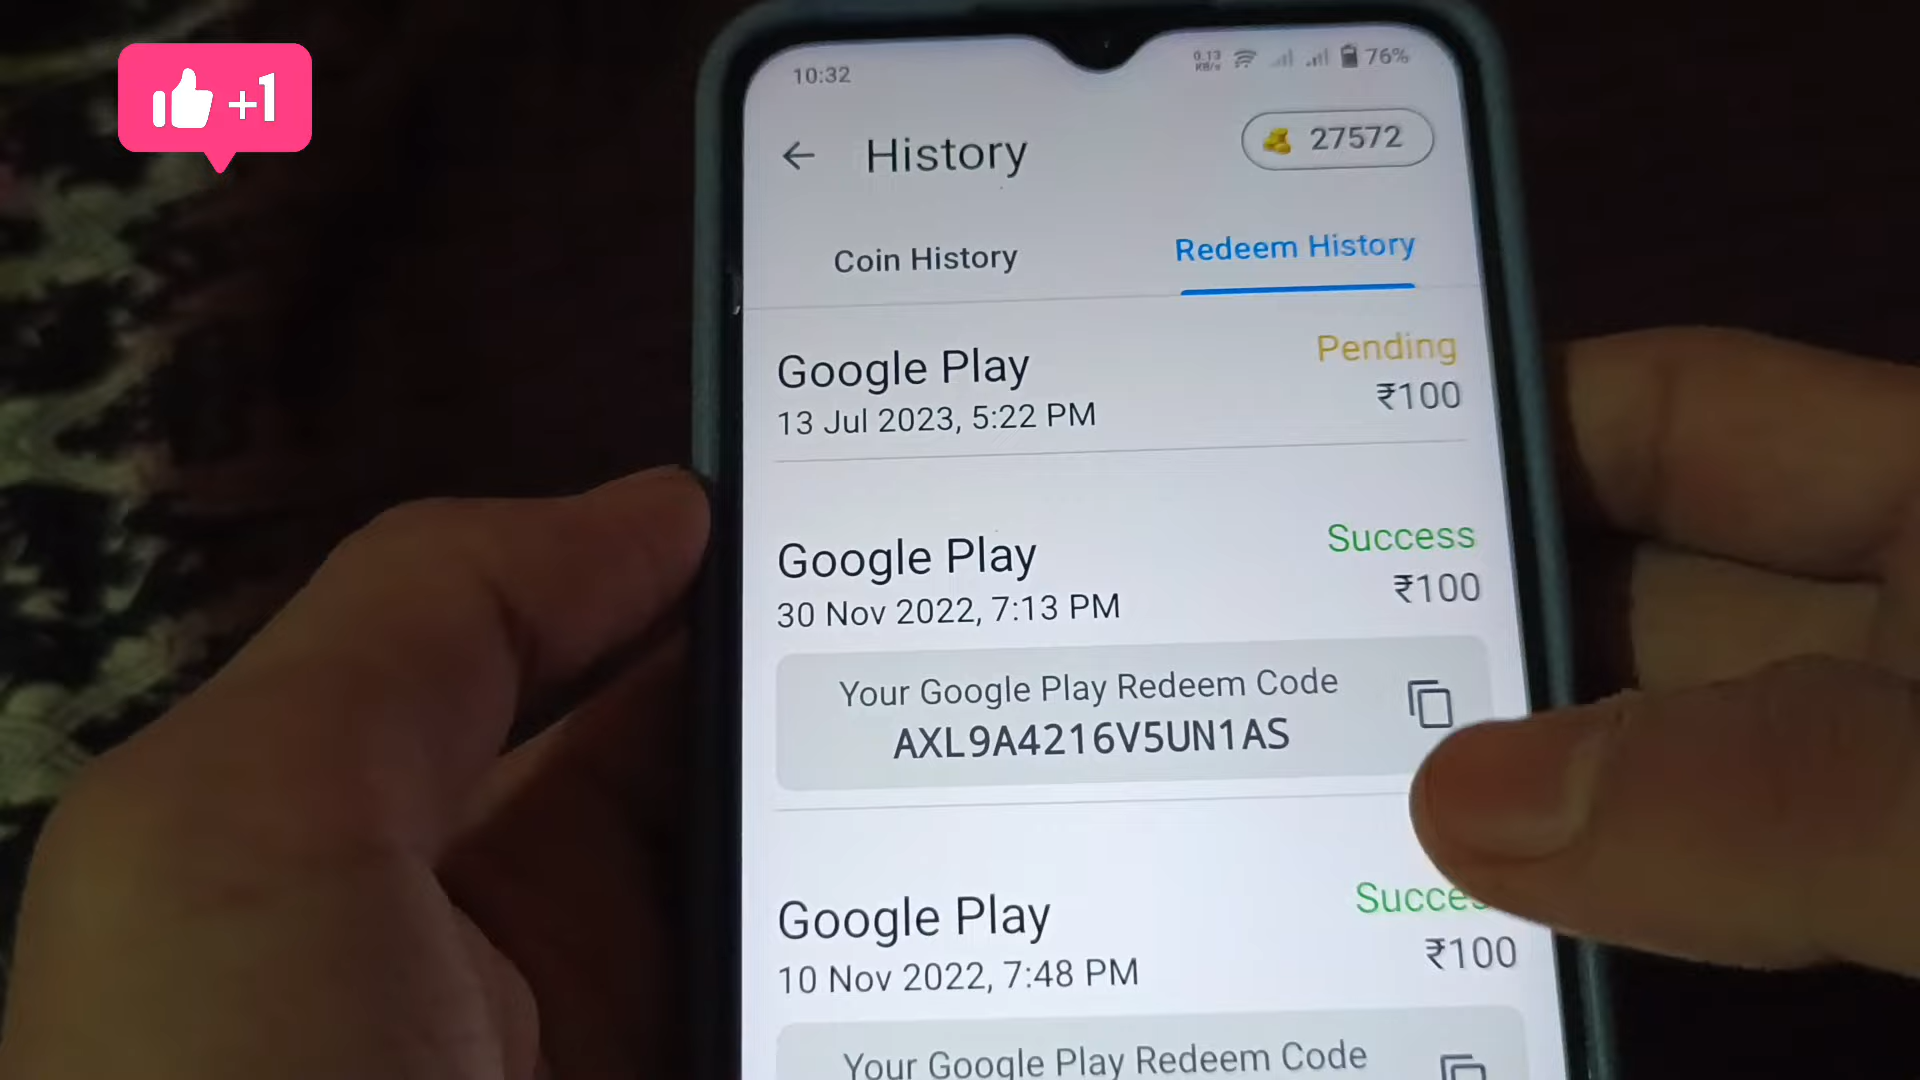 +1
10:32
0.13
KB/s
76%
History
27572
Coin History
Redeem History
Google Play
Pending
13 Jul 2023, 5:22 PM
₹100
Google Play
Success
30 Nov 2022, 7:13 PM
₹100
Your Google Play Redeem Code
AXL9A4216V5UN1AS
Google Play
Succe
10 Nov 2022, 7:48 PM
₹100
Your Google Play Redeem Code